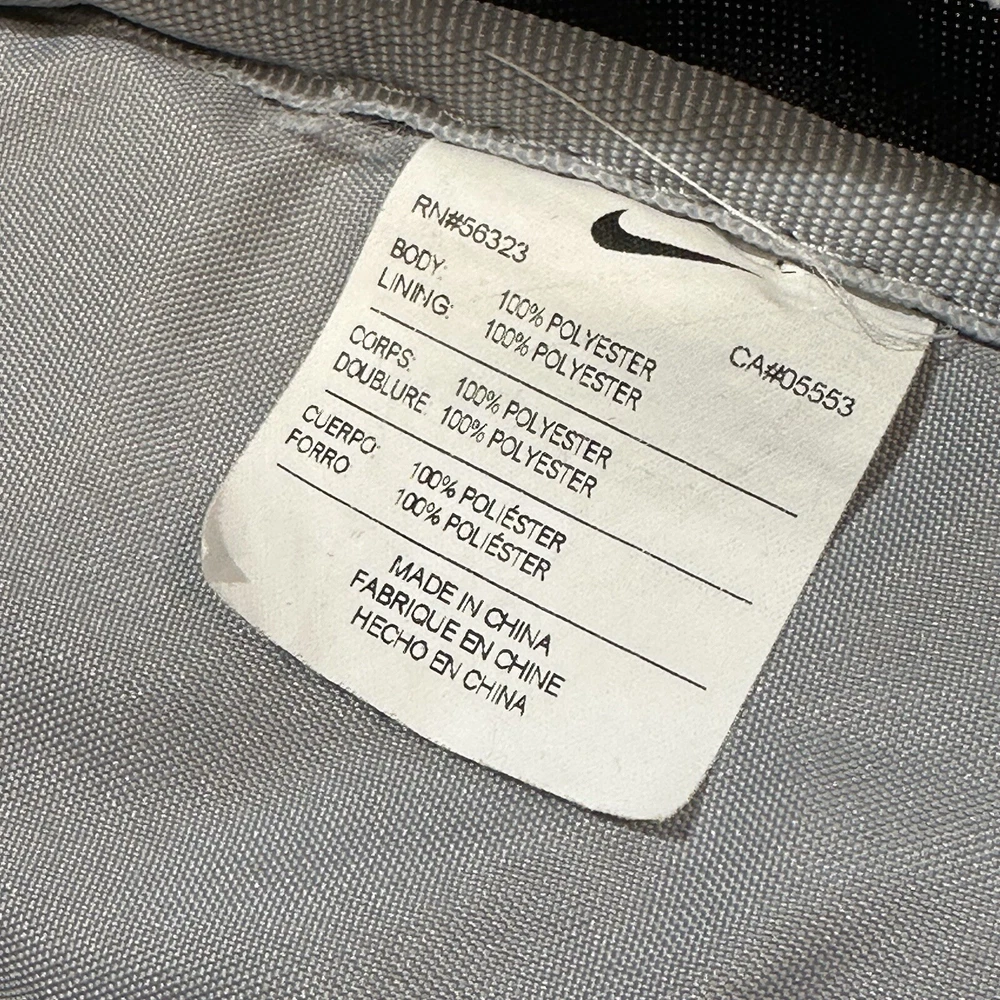 RN#56323
CA#05553
BODY: 100% POLYESTER
LINING: 100% POLYESTER
CORPS: 100% POLYESTER
DOUBLURE 100% POLYESTER
CUERPO: 100% POLIÉSTER
FORRO 100% POLIÉSTER
MADE IN CHINA
FABRIQUE EN CHINE
HECHO EN CHINA